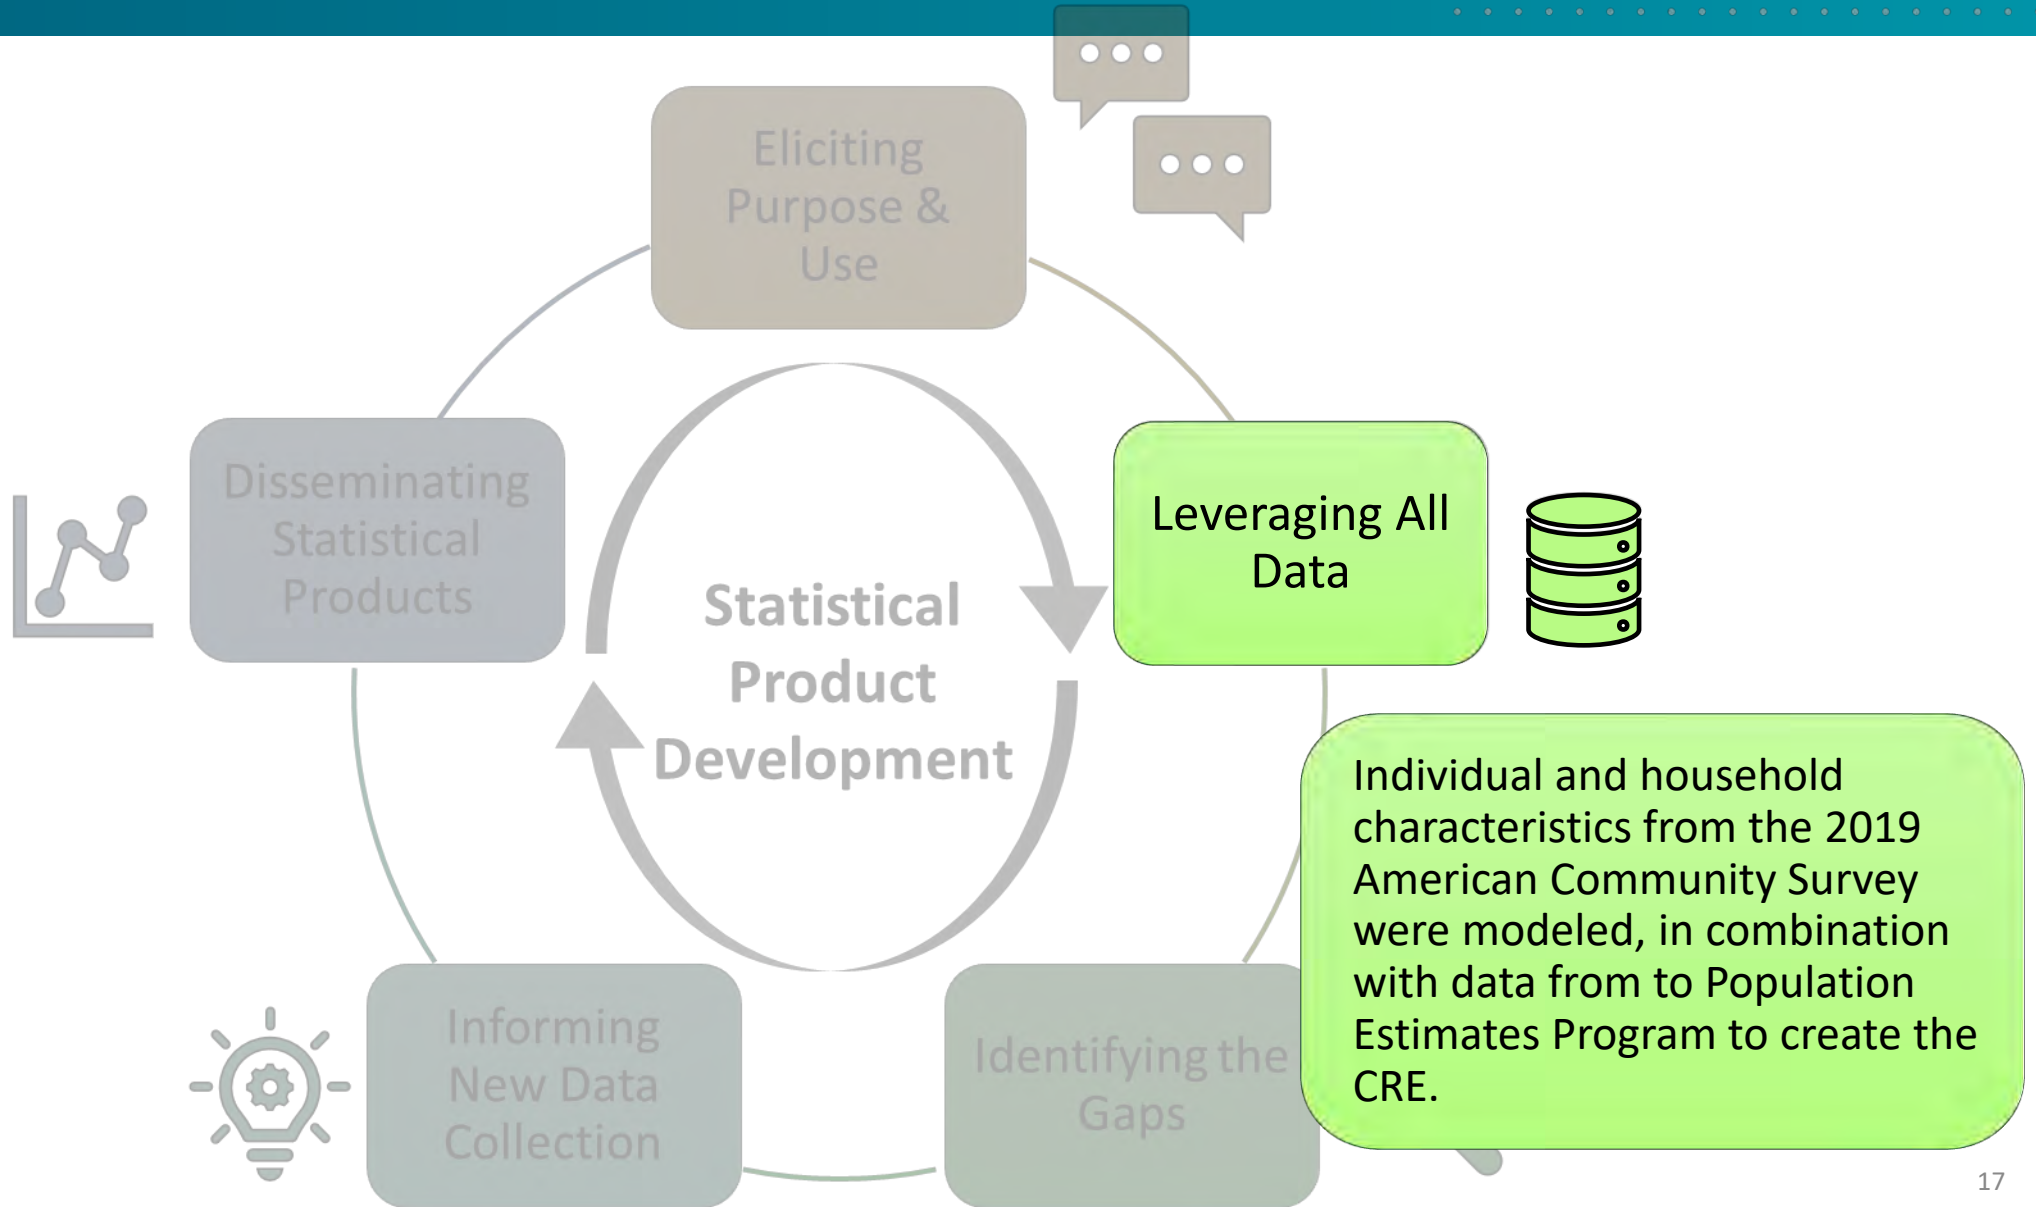 Eliciting
Purpose &
Use
Leveraging All
Data
Disseminating
Statistical
Products
Statistical
Product
Development
Individual and household
characteristics from the 2019
American Community Survey
were modeled, in combination
with data from to Population
Estimates Program to create the
CRE.
Informing
New Data
Collection
Identifying the
Gaps
17